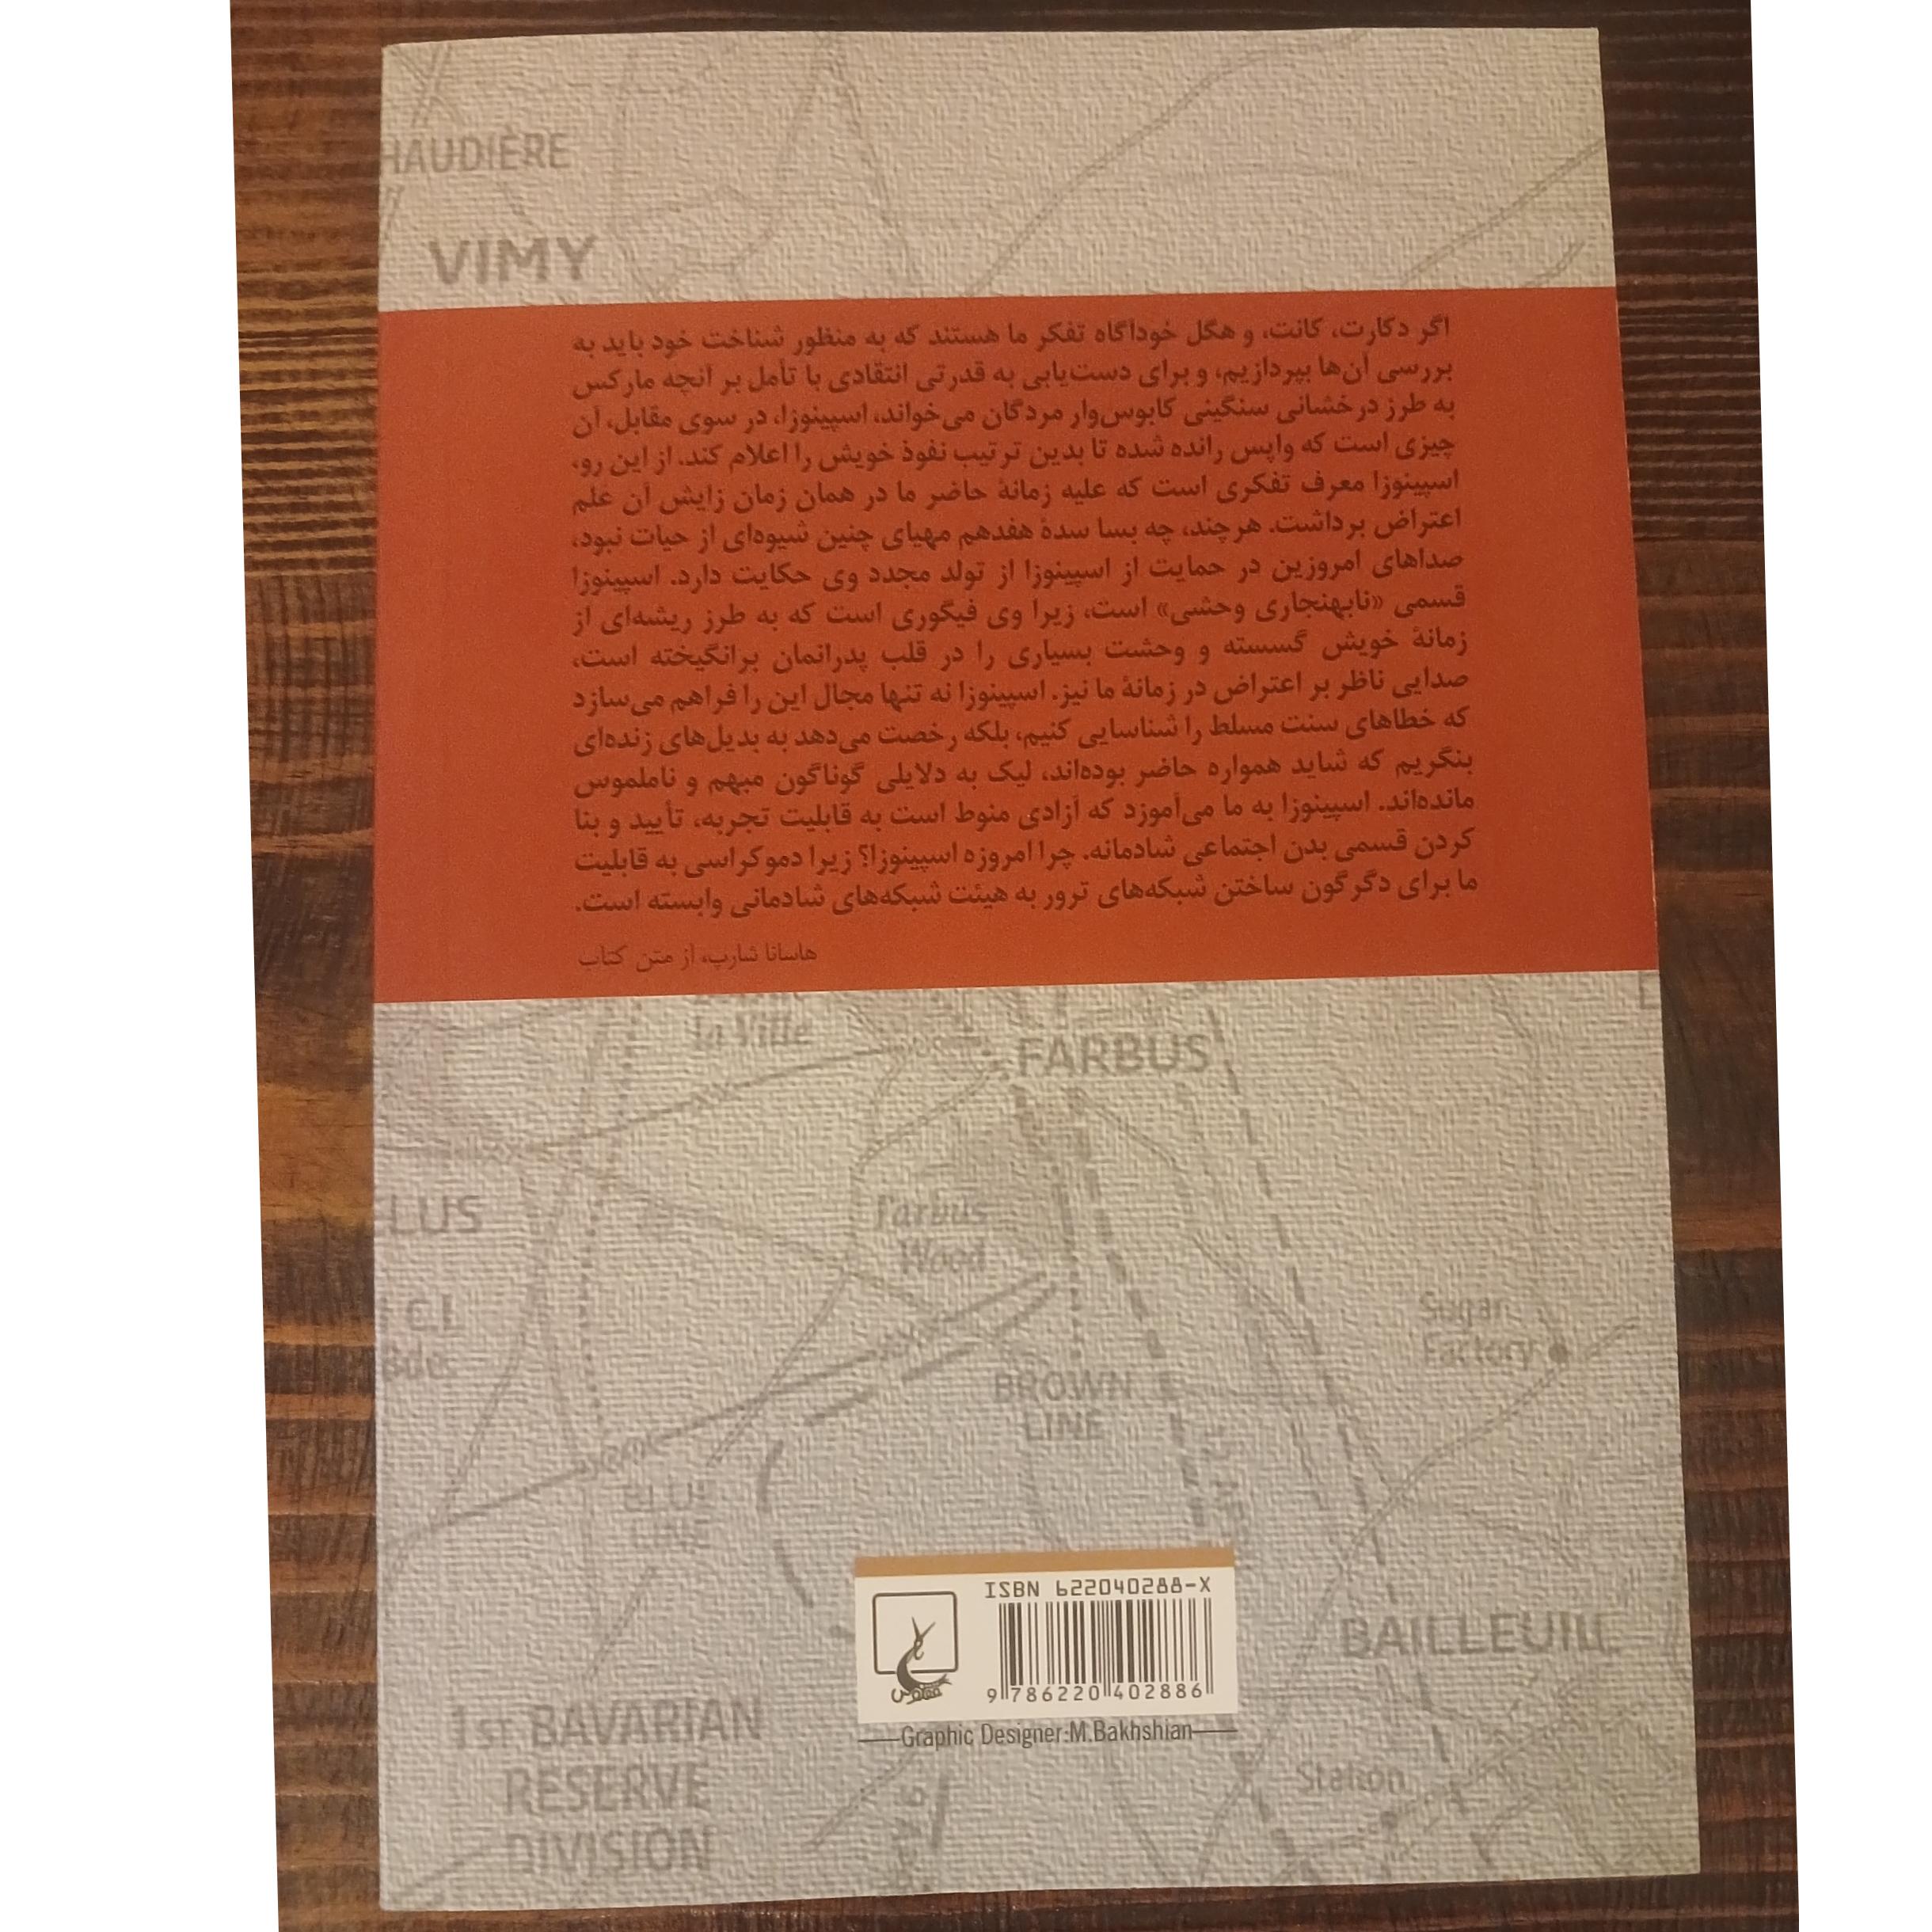 HAUDIÈRE
VIMY
اگر دکارت، کانت، و هگل خودآگاه تفکر ما هستند که به منظور شناخت خود باید به
بررسی آن‌ها بپردازیم، و برای دست‌یابی به قدرتی انتقادی با تأمل بر آنچه مارکس
به طرز درخشانی سنگینی کابوس‌وار مردگان می‌خواند، اسپینوزا، در سوی مقابل، آن
چیزی است که واپس رانده شده تا بدین ترتیب نفوذ خویش را اعلام کند. از این رو،
اسپینوزا معرف تفکری است که علیه زمانهٔ حاضر ما در همان زمان زایش آن عَلم
اعتراض برداشت. هرچند، چه بسا سدهٔ هفدهم مهیای چنین شیوه‌ای از حیات نبود،
صداهای امروزین در حمایت از اسپینوزا از تولد مجدد وی حکایت دارد. اسپینوزا
قسمی «نابهنجاری وحشی» است، زیرا وی فیگوری است که به طرز ریشه‌ای از
زمانهٔ خویش گسسته و وحشت بسیاری را در قلب پدرانمان برانگیخته است،
صدایی ناظر بر اعتراض در زمانهٔ ما نیز. اسپینوزا نه تنها مجال این را فراهم می‌سازد
که خطاهای سنت مسلط را شناسایی کنیم، بلکه رخصت می‌دهد به بدیل‌های زنده‌ای
بنگریم که شاید همواره حاضر بوده‌اند، لیک به دلایلی گوناگون مبهم و ناملموس
مانده‌اند. اسپینوزا به ما می‌آموزد که آزادی منوط است به قابلیت تجربه، تأیید و بنا
کردن قسمی بدن اجتماعی شادمانه. چرا امروزه اسپینوزا؟ زیرا دموکراسی به قابلیت
ما برای دگرگون ساختن شبکه‌های ترور به هیئت شبکه‌های شادمانی وابسته است.
هاسانا شارپ، از متن کتاب
la Ville
FARBUS
LUS
Farbus
Wood
C.I.
Bde.
Sugar
Factory
BROWN
LINE
BLUE
LINE
ISBN 622040288-X
ققنوس
9 786220 402886
BAILLEUIL
Graphic Designer:M.Bakhshian
1ST BAVARIAN
RESERVE
DIVISION
Station